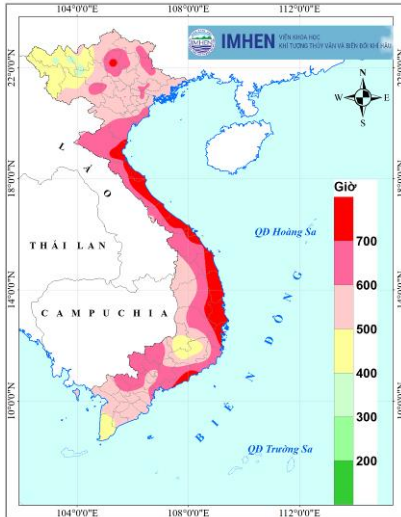 104°0'0"E 108°0'0"E 112°0'0"E
IMHEN VIỆN KHOA HỌC
KHÍ TƯỢNG THỦY VĂN VÀ BIẾN ĐỔI KHÍ HẬU
22°0'0"N
N
W E
S
LÀO
18°0'0"N
Giờ
QĐ Hoàng Sa
THÁI LAN
700
600
CAMPUCHIA
14°0'0"N
500
400
300
10°0'0"N
200
BIỂN ĐÔNG
QĐ Trường Sa
104°0'0"E 108°0'0"E 112°0'0"E